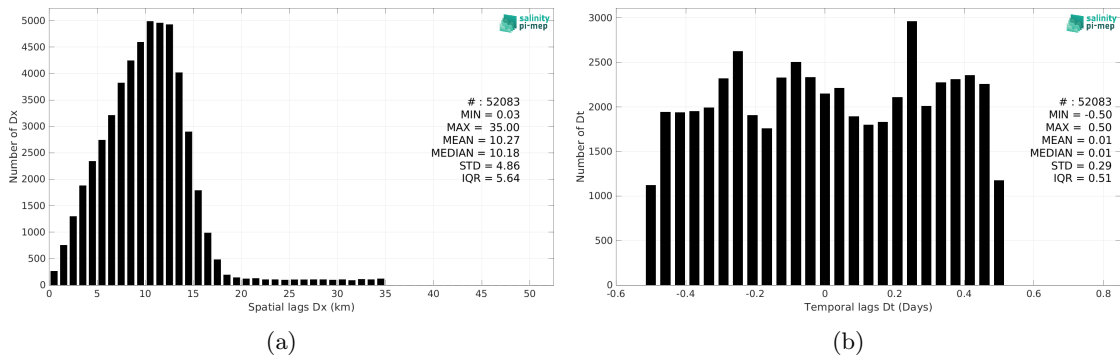 salinity
pi-mep
5000
4500
4000
3500
3000
2500
2000
1500
1000
500
0
Number of Dx
# : 52083
MIN = 0.03
MAX = 35.00
MEAN = 10.27
MEDIAN = 10.18
STD = 4.86
IQR = 5.64
0 5 10 15 20 25 30 35 40 45 50
Spatial lags Dx (km)
(a)
salinity
pi-mep
3000
2500
2000
1500
1000
500
0
Number of Dt
# : 52083
MIN = -0.50
MAX = 0.50
MEAN = 0.01
MEDIAN = 0.01
STD = 0.29
IQR = 0.51
-0.6 -0.4 -0.2 0 0.2 0.4 0.6 0.8
Temporal lags Dt (Days)
(b)